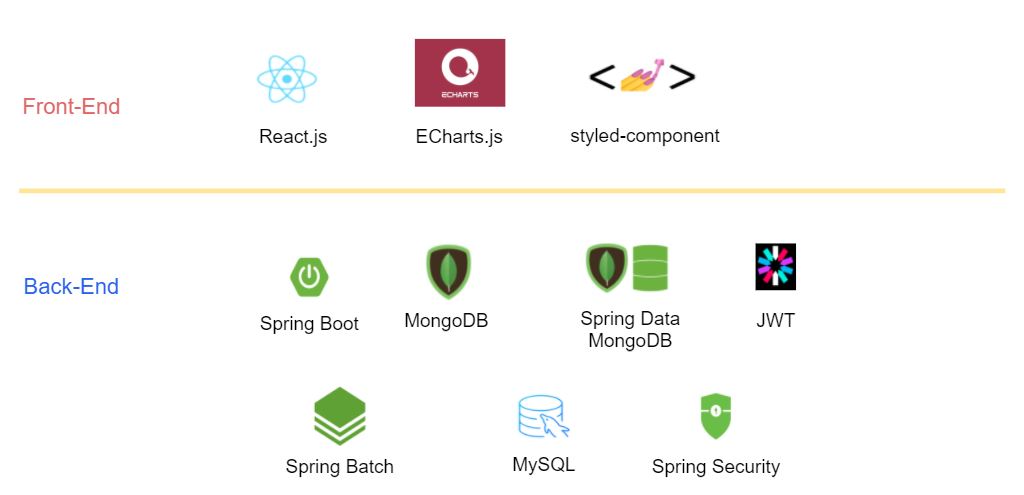 ECHARTS
Front-End
React.js
ECharts.js
styled-component
Back-End
Spring Boot
MongoDB
Spring Data
MongoDB
JWT
Spring Batch
MySQL
Spring Security